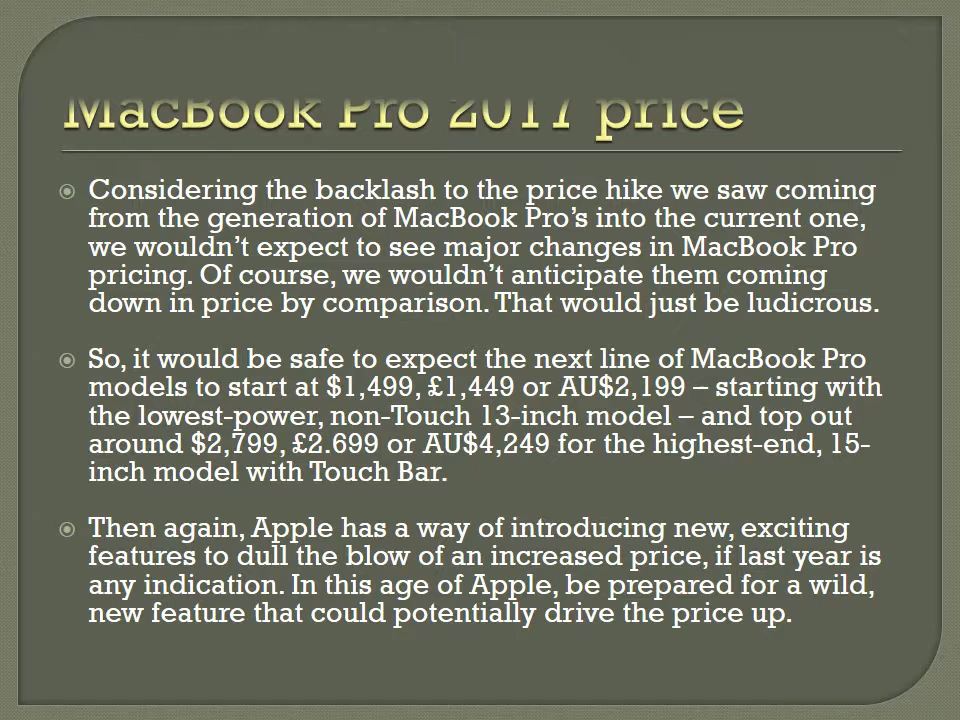 MacBook Pro 2017 price
Considering the backlash to the price hike we saw coming
from the generation of MacBook Pro’s into the current one,
we wouldn’t expect to see major changes in MacBook Pro
pricing. Of course, we wouldn’t anticipate them coming
down in price by comparison. That would just be ludicrous.
So, it would be safe to expect the next line of MacBook Pro
models to start at $1,499, £1,449 or AU$2,199 – starting with
the lowest-power, non-Touch 13-inch model – and top out
around $2,799, £2.699 or AU$4,249 for the highest-end, 15-
inch model with Touch Bar.
Then again, Apple has a way of introducing new, exciting
features to dull the blow of an increased price, if last year is
any indication. In this age of Apple, be prepared for a wild,
new feature that could potentially drive the price up.